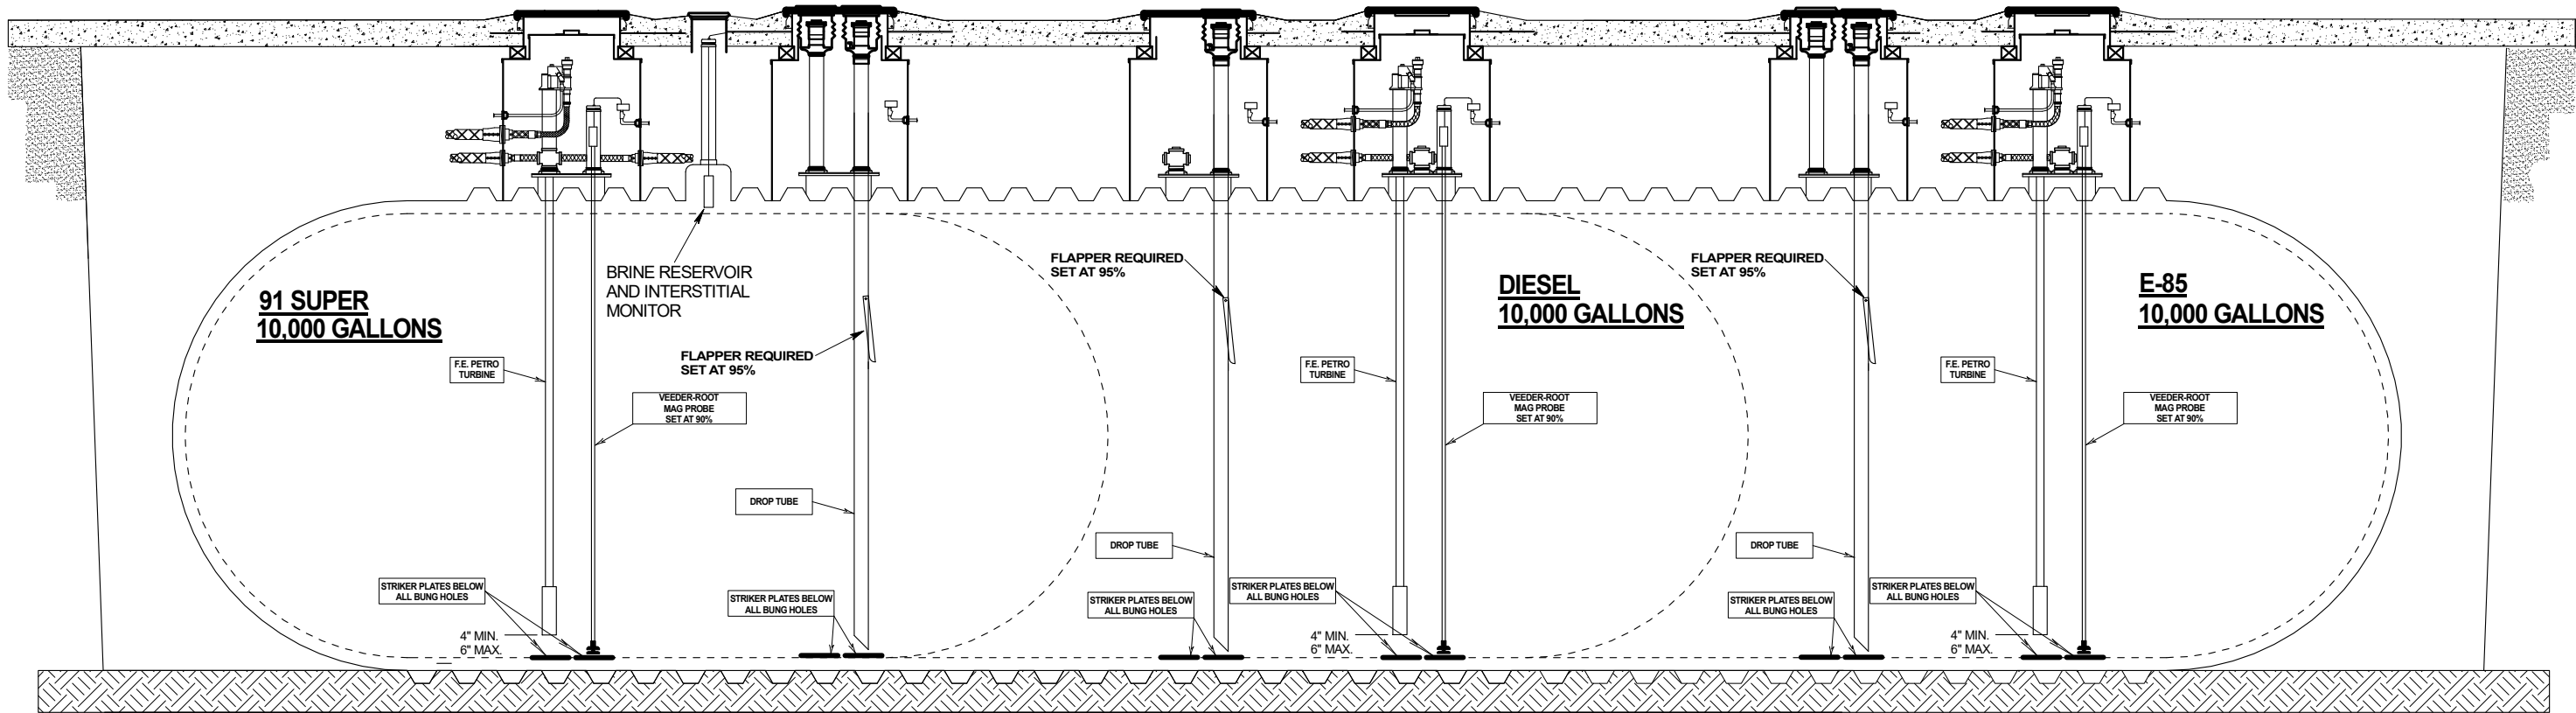 91 SUPER
10,000 GALLONS
BRINE RESERVOIR
AND INTERSTITIAL
MONITOR
FLAPPER REQUIRED
SET AT 95%
F.E. PETRO
TURBINE
VEEDER-ROOT
MAG PROBE
SET AT 90%
DROP TUBE
STRIKER PLATES BELOW
ALL BUNG HOLES
4" MIN.
6" MAX.
STRIKER PLATES BELOW
ALL BUNG HOLES
FLAPPER REQUIRED
SET AT 95%
DIESEL
10,000 GALLONS
F.E. PETRO
TURBINE
VEEDER-ROOT
MAG PROBE
SET AT 90%
DROP TUBE
STRIKER PLATES BELOW
ALL BUNG HOLES
STRIKER PLATES BELOW
ALL BUNG HOLES
4" MIN.
6" MAX.
FLAPPER REQUIRED
SET AT 95%
E-85
10,000 GALLONS
F.E. PETRO
TURBINE
VEEDER-ROOT
MAG PROBE
SET AT 90%
DROP TUBE
STRIKER PLATES BELOW
ALL BUNG HOLES
STRIKER PLATES BELOW
ALL BUNG HOLES
4" MIN.
6" MAX.